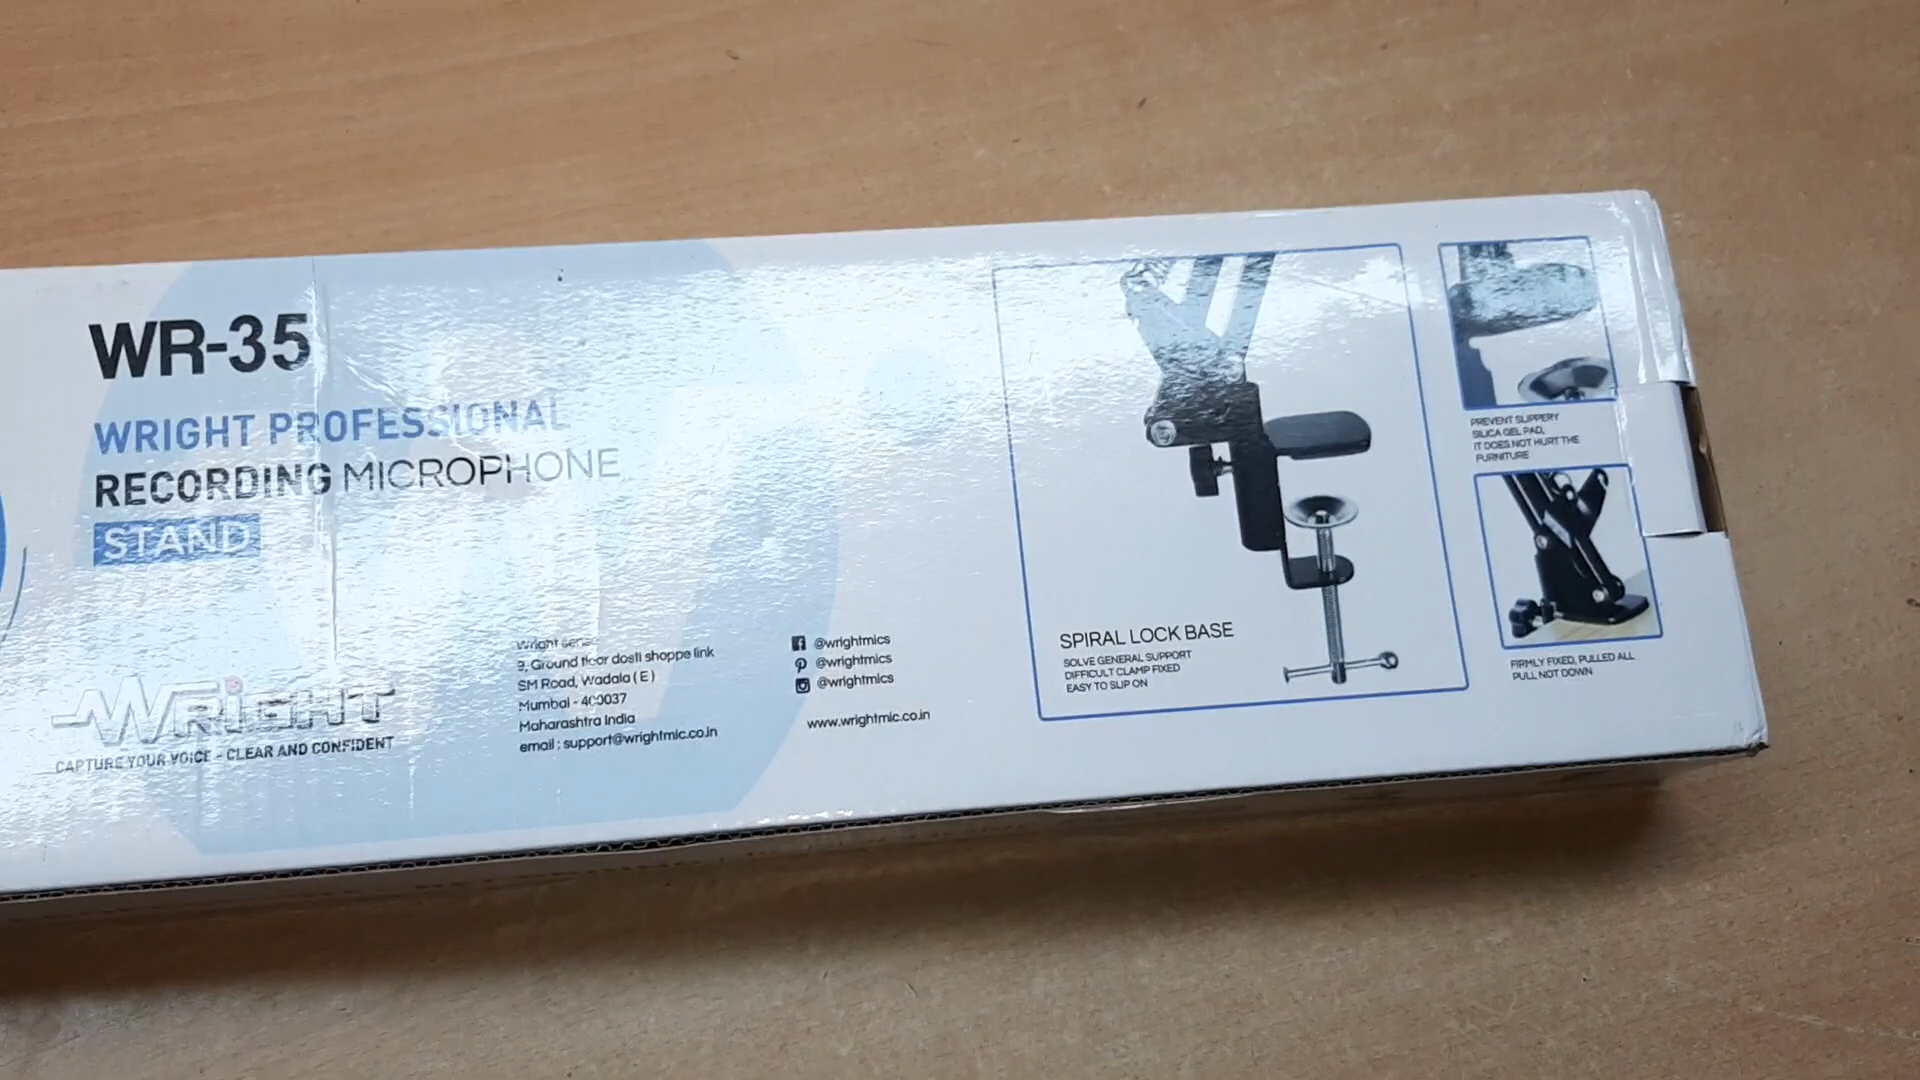 WR-35
WRIGHT PROFESSIONAL
RECORDING MICROPHONE
STAND
WRIGHT
CAPTURE YOUR VOICE - CLEAR AND CONFIDENT
Wright
9, Ground floor dosti shoppe link
SM Road, Wadala ( E )
Mumbai - 400037
Maharashtra India
email : support@wrightmic.co.in
@wrightmics
@wrightmics
@wrightmics
www.wrightmic.co.in
SPIRAL LOCK BASE
SOLVE GENERAL SUPPORT
DIFFICULT CLAMP FIXED
EASY TO SLIP ON
PREVENT SLIPPERY
SILICA GEL PAD,
IT DOES NOT HURT THE
FURNITURE
FIRMLY FIXED, PULLED ALL
PULL NOT DOWN